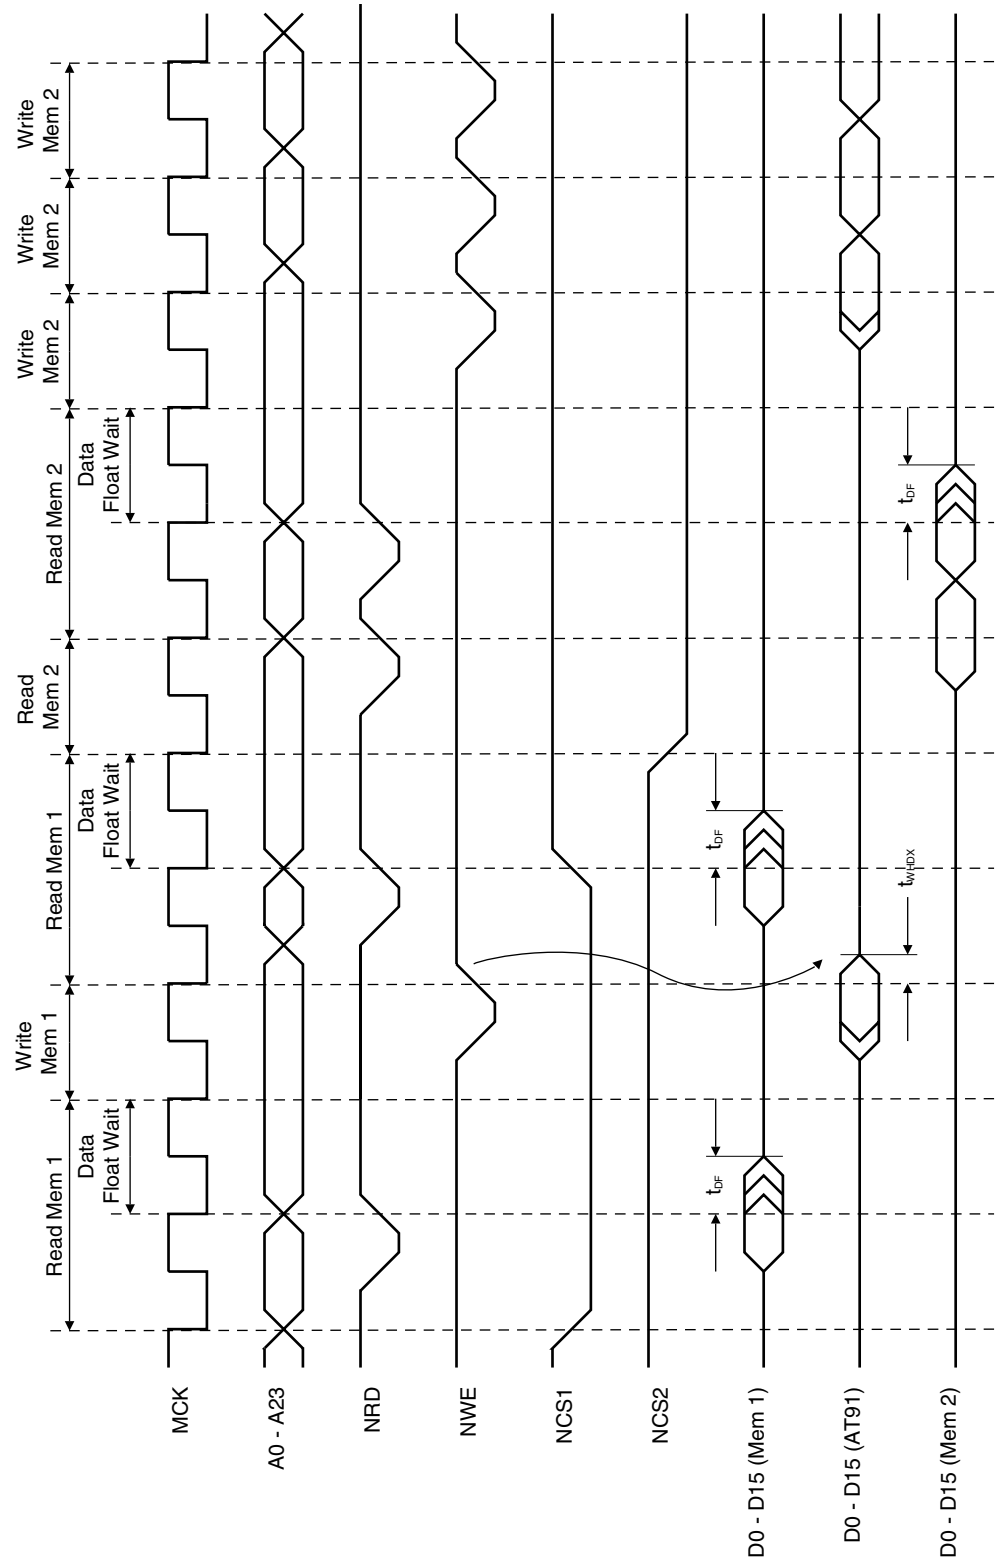 Read Mem 1
Write
Mem 1
Read Mem 1
Read
Mem 2
Read Mem 2
Write
Mem 2
Write
Mem 2
Write
Mem 2
Data
Float Wait
Data
Float Wait
Data
Float Wait
MCK
A0 - A23
NRD
NWE
NCS1
NCS2
D0 - D15 (Mem 1)
tDF
tDF
D0 - D15 (AT91)
tWHDX
D0 - D15 (Mem 2)
tDF